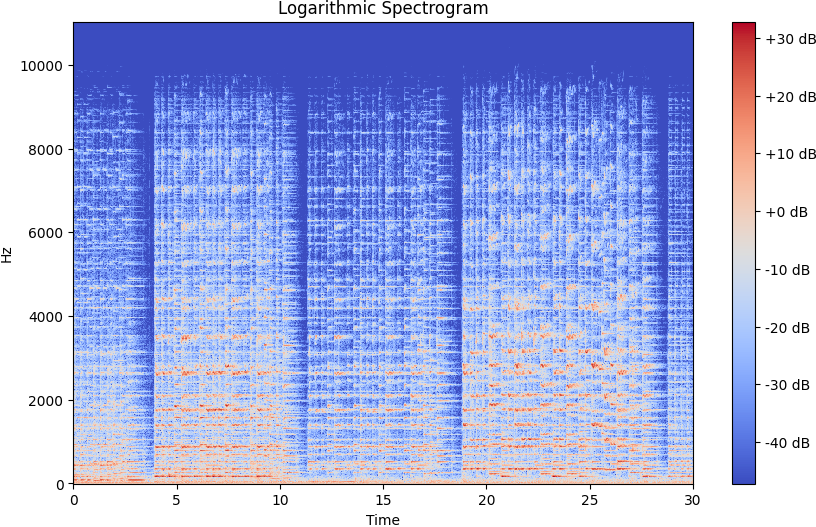 Logarithmic Spectrogram
Hz
10000
8000
6000
4000
2000
0
0 5 10 15 20 25 30
Time
+30 dB
+20 dB
+10 dB
+0 dB
-10 dB
-20 dB
-30 dB
-40 dB